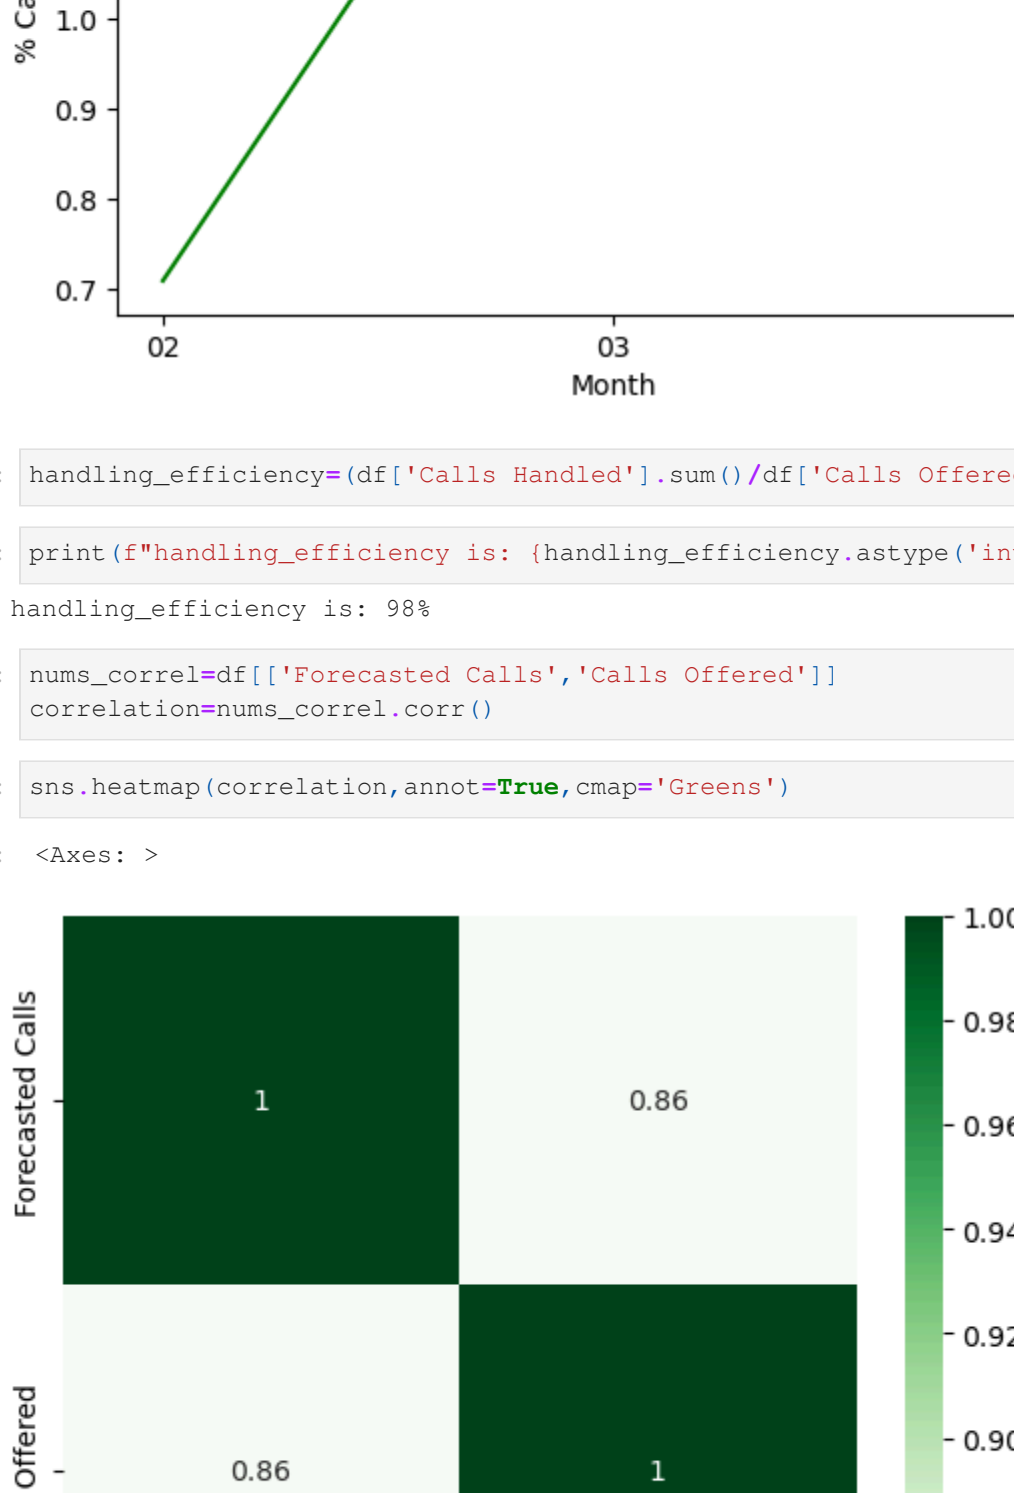 % Ca
1.0
0.9
0.8
0.7
02 03
Month
: handling_efficiency=(df['Calls Handled'].sum()/df['Calls Offere
: print(f"handling_efficiency is: {handling_efficiency.astype('in
handling_efficiency is: 98%
: nums_correl=df[['Forecasted Calls','Calls Offered']]
correlation=nums_correl.corr()
: sns.heatmap(correlation,annot=True,cmap='Greens')
: <Axes: >
Forecasted Calls
1 0.86
Offered
0.86 1
1.00
0.98
0.96
0.94
0.92
0.90